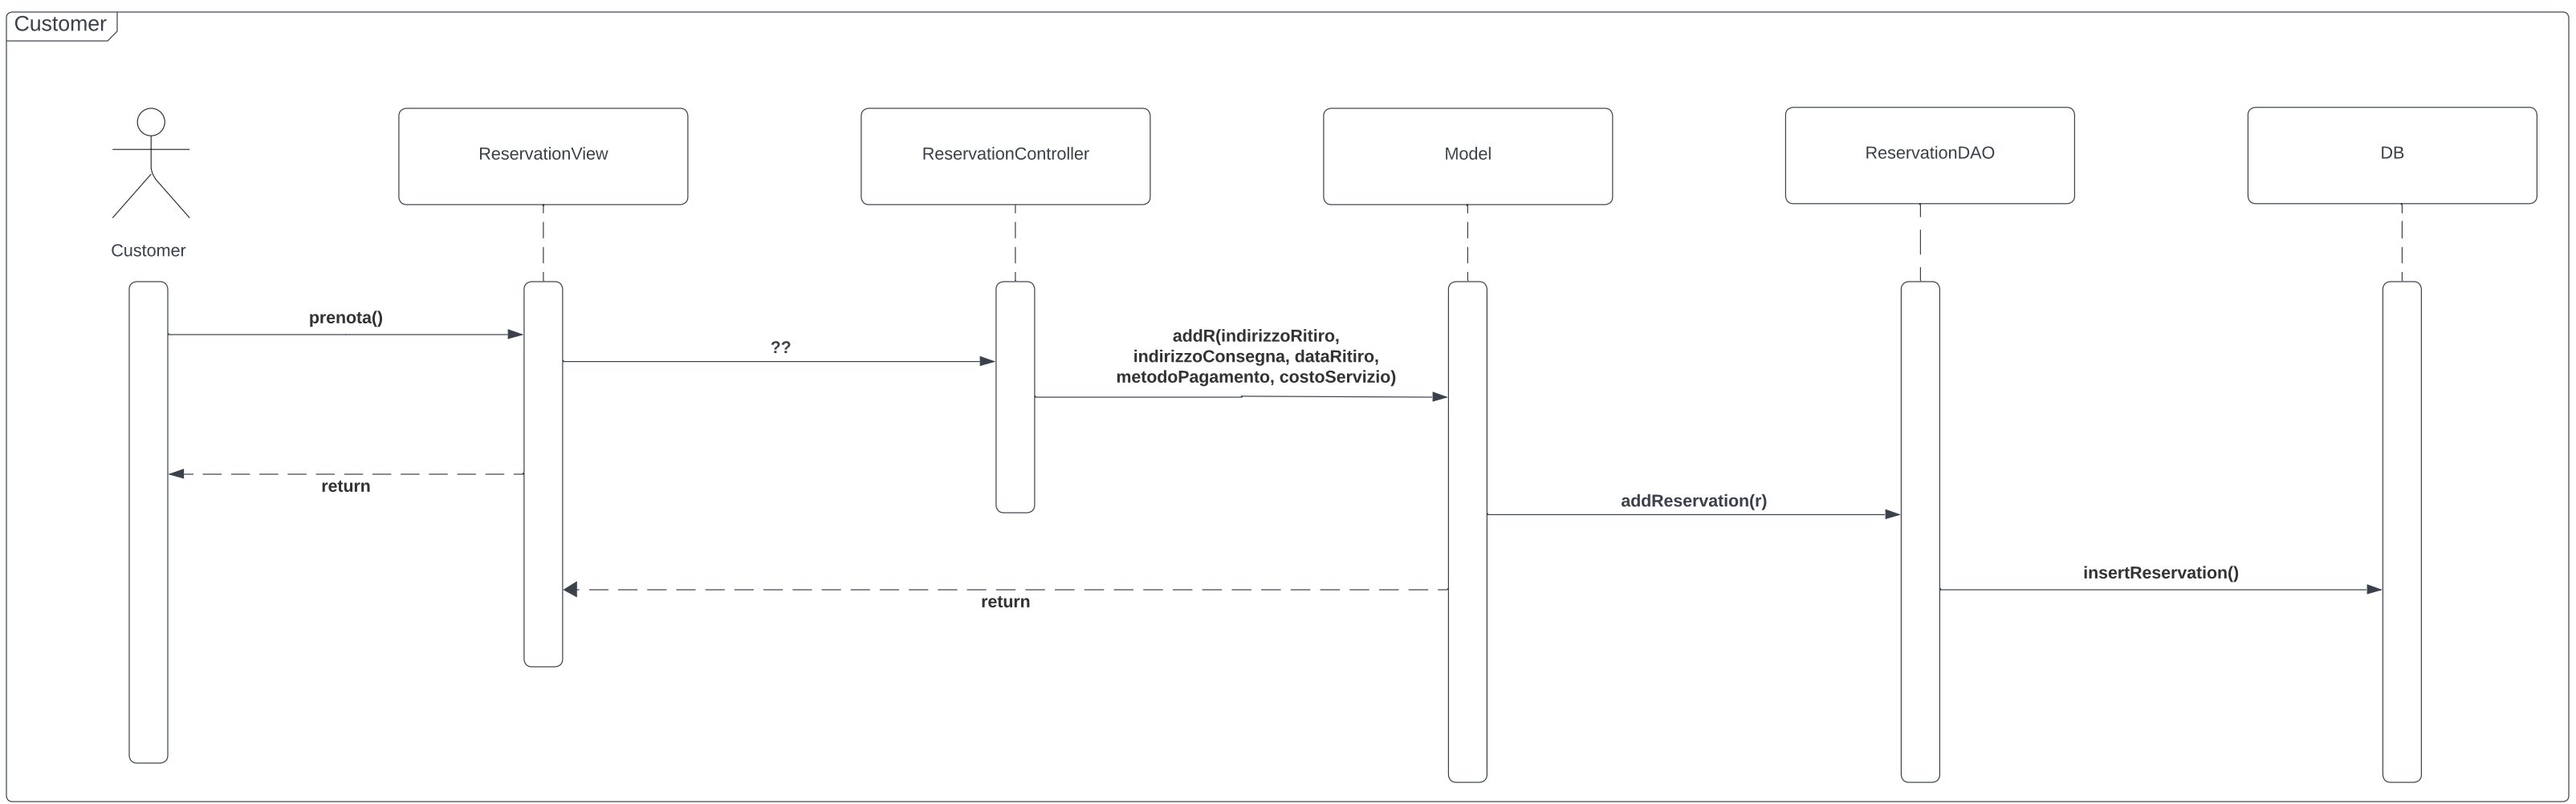 Customer
ReservationView
ReservationController
Model
ReservationDAO
DB
Customer
prenota()
??
addR(indirizzoRitiro,
indirizzoConsegna, dataRitiro,
metodoPagamento, costoServizio)
return
addReservation(r)
insertReservation()
return